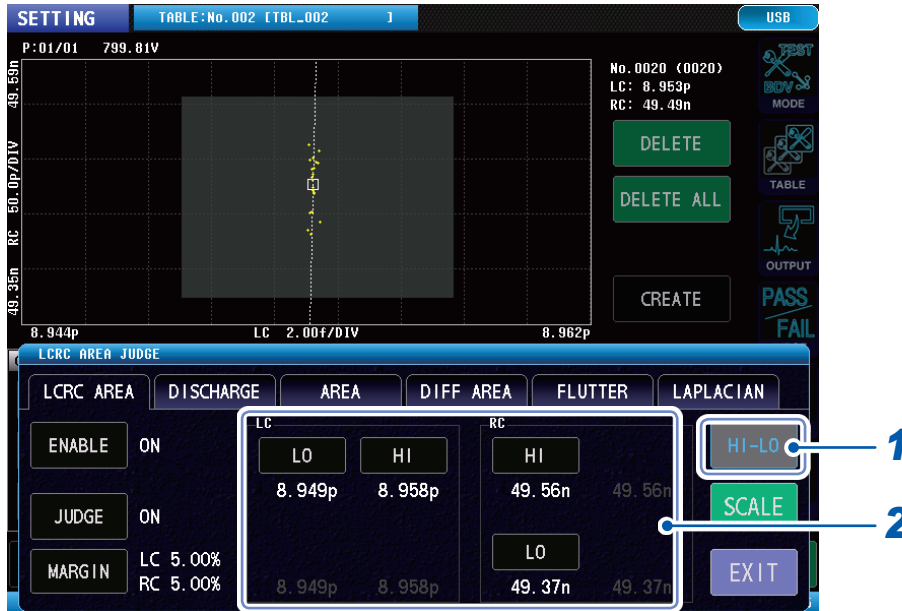 SETTING
TABLE:No.002 [TBL_002 ]
USB
P:01/01 799.81V
49.59n
RC 50.0p/DIV
49.35n
8.944p
LC 2.00f/DIV
8.962p
No.0020 (0020)
LC: 8.953p
RC: 49.49n
DELETE
DELETE ALL
CREATE
TEST
BDV
MODE
TABLE
OUTPUT
PASS
FAIL
LCRC AREA JUDGE
LCRC AREA
DISCHARGE
AREA
DIFF AREA
FLUTTER
LAPLACIAN
ENABLE ON
JUDGE ON
MARGIN
LC 5.00%
RC 5.00%
LC
LO HI
8.949p 8.958p
8.949p 8.958p
RC
HI
49.56n 49.56n
LO
49.37n 49.37n
HI-LO
SCALE
EXIT
1
2